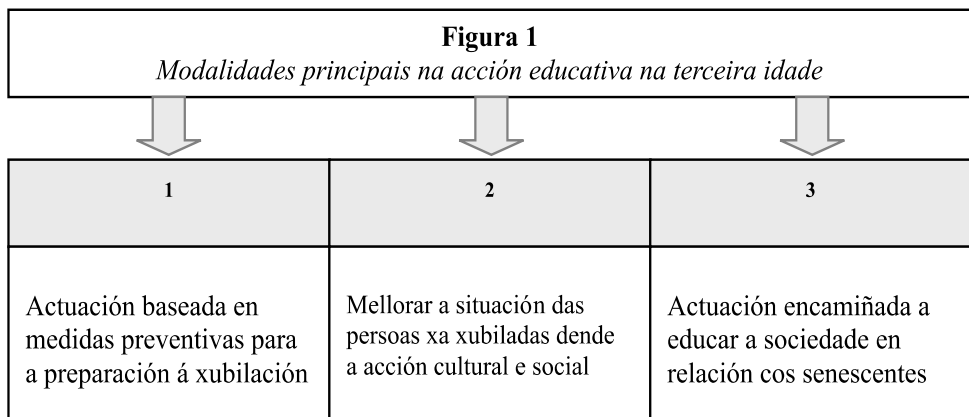 Figura 1
Modalidades principais na acción educativa na terceira idade
1
2
3
Actuación baseada en
medidas preventivas para
a preparación á xubilación
Mellorar a situación das
persoas xa xubiladas dende
a acción cultural e social
Actuación encamiñada a
educar a sociedade en
relación cos senescentes